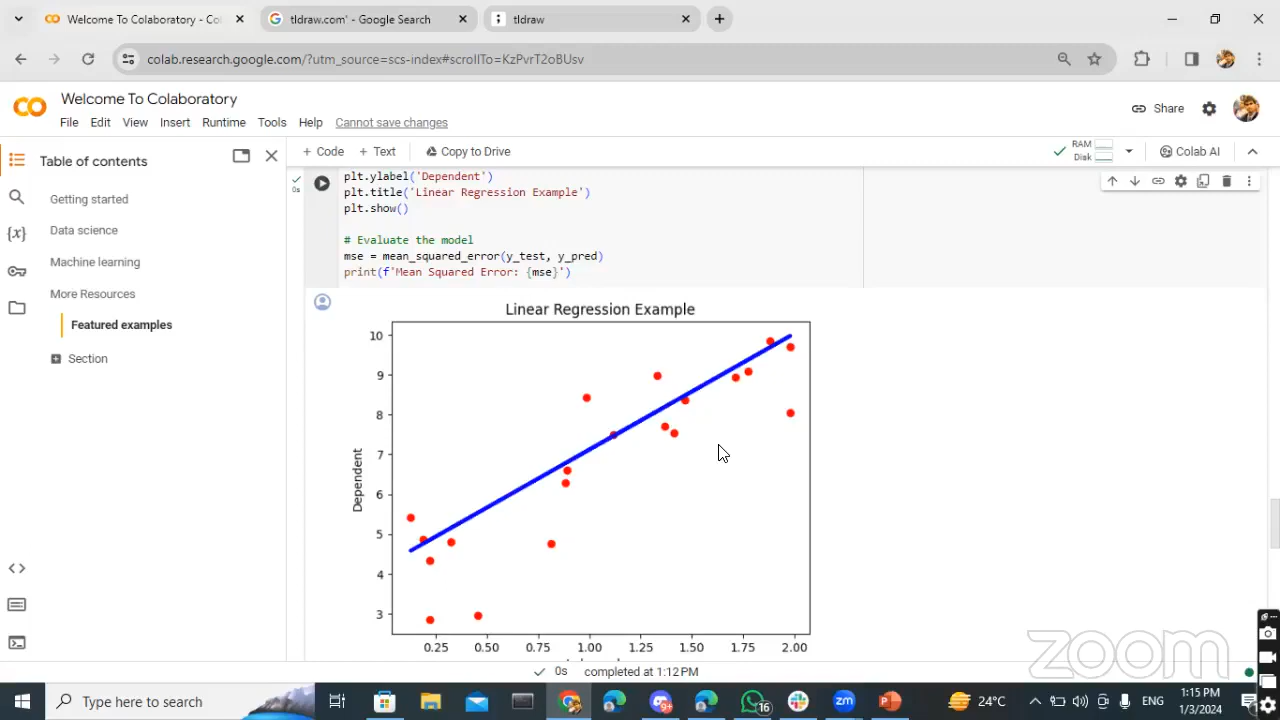 Welcome To Colaboratory - Co
tldraw.com' - Google Search
tldraw
colab.research.google.com/?utm_source=scs-index#scrollTo=KzPvrT2oBUsv
CO
Welcome To Colaboratory
Share
File Edit View Insert Runtime Tools Help Cannot save changes
Table of contents
+ Code + Text Copy to Drive
RAM
Disk
Colab AI
Getting started
Data science
{x}
Machine learning
More Resources
Featured examples
Section
0s
plt.ylabel('Dependent')
plt.title('Linear Regression Example')
plt.show()
# Evaluate the model
mse = mean_squared_error(y_test, y_pred)
print(f'Mean Squared Error: {mse}')
Linear Regression Example
10
9
8
7
6
5
4
3
Dependent
0.25 0.50 0.75 1.00 1.25 1.50 1.75 2.00
0s completed at 1:12 PM
zoom
Type here to search
9+
16
zm
P
24°C
ENG
1:15 PM
1/3/2024